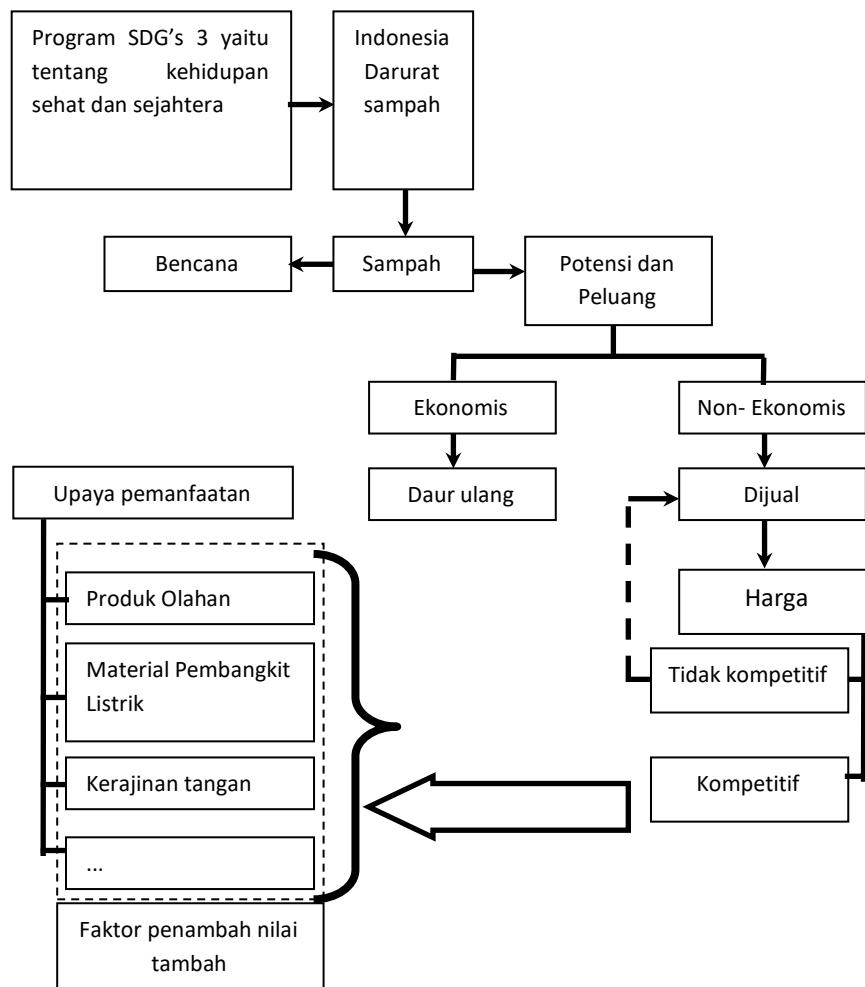 Program SDG's 3 yaitu
tentang kehidupan
sehat dan sejahtera
Indonesia
Darurat
sampah
Bencana
Sampah
Potensi dan
Peluang
Ekonomis
Non- Ekonomis
Upaya pemanfaatan
Daur ulang
Dijual
Produk Olahan
Harga
Material Pembangkit
Listrik
Tidak kompetitif
Kerajinan tangan
Kompetitif
...
Faktor penambah nilai
tambah